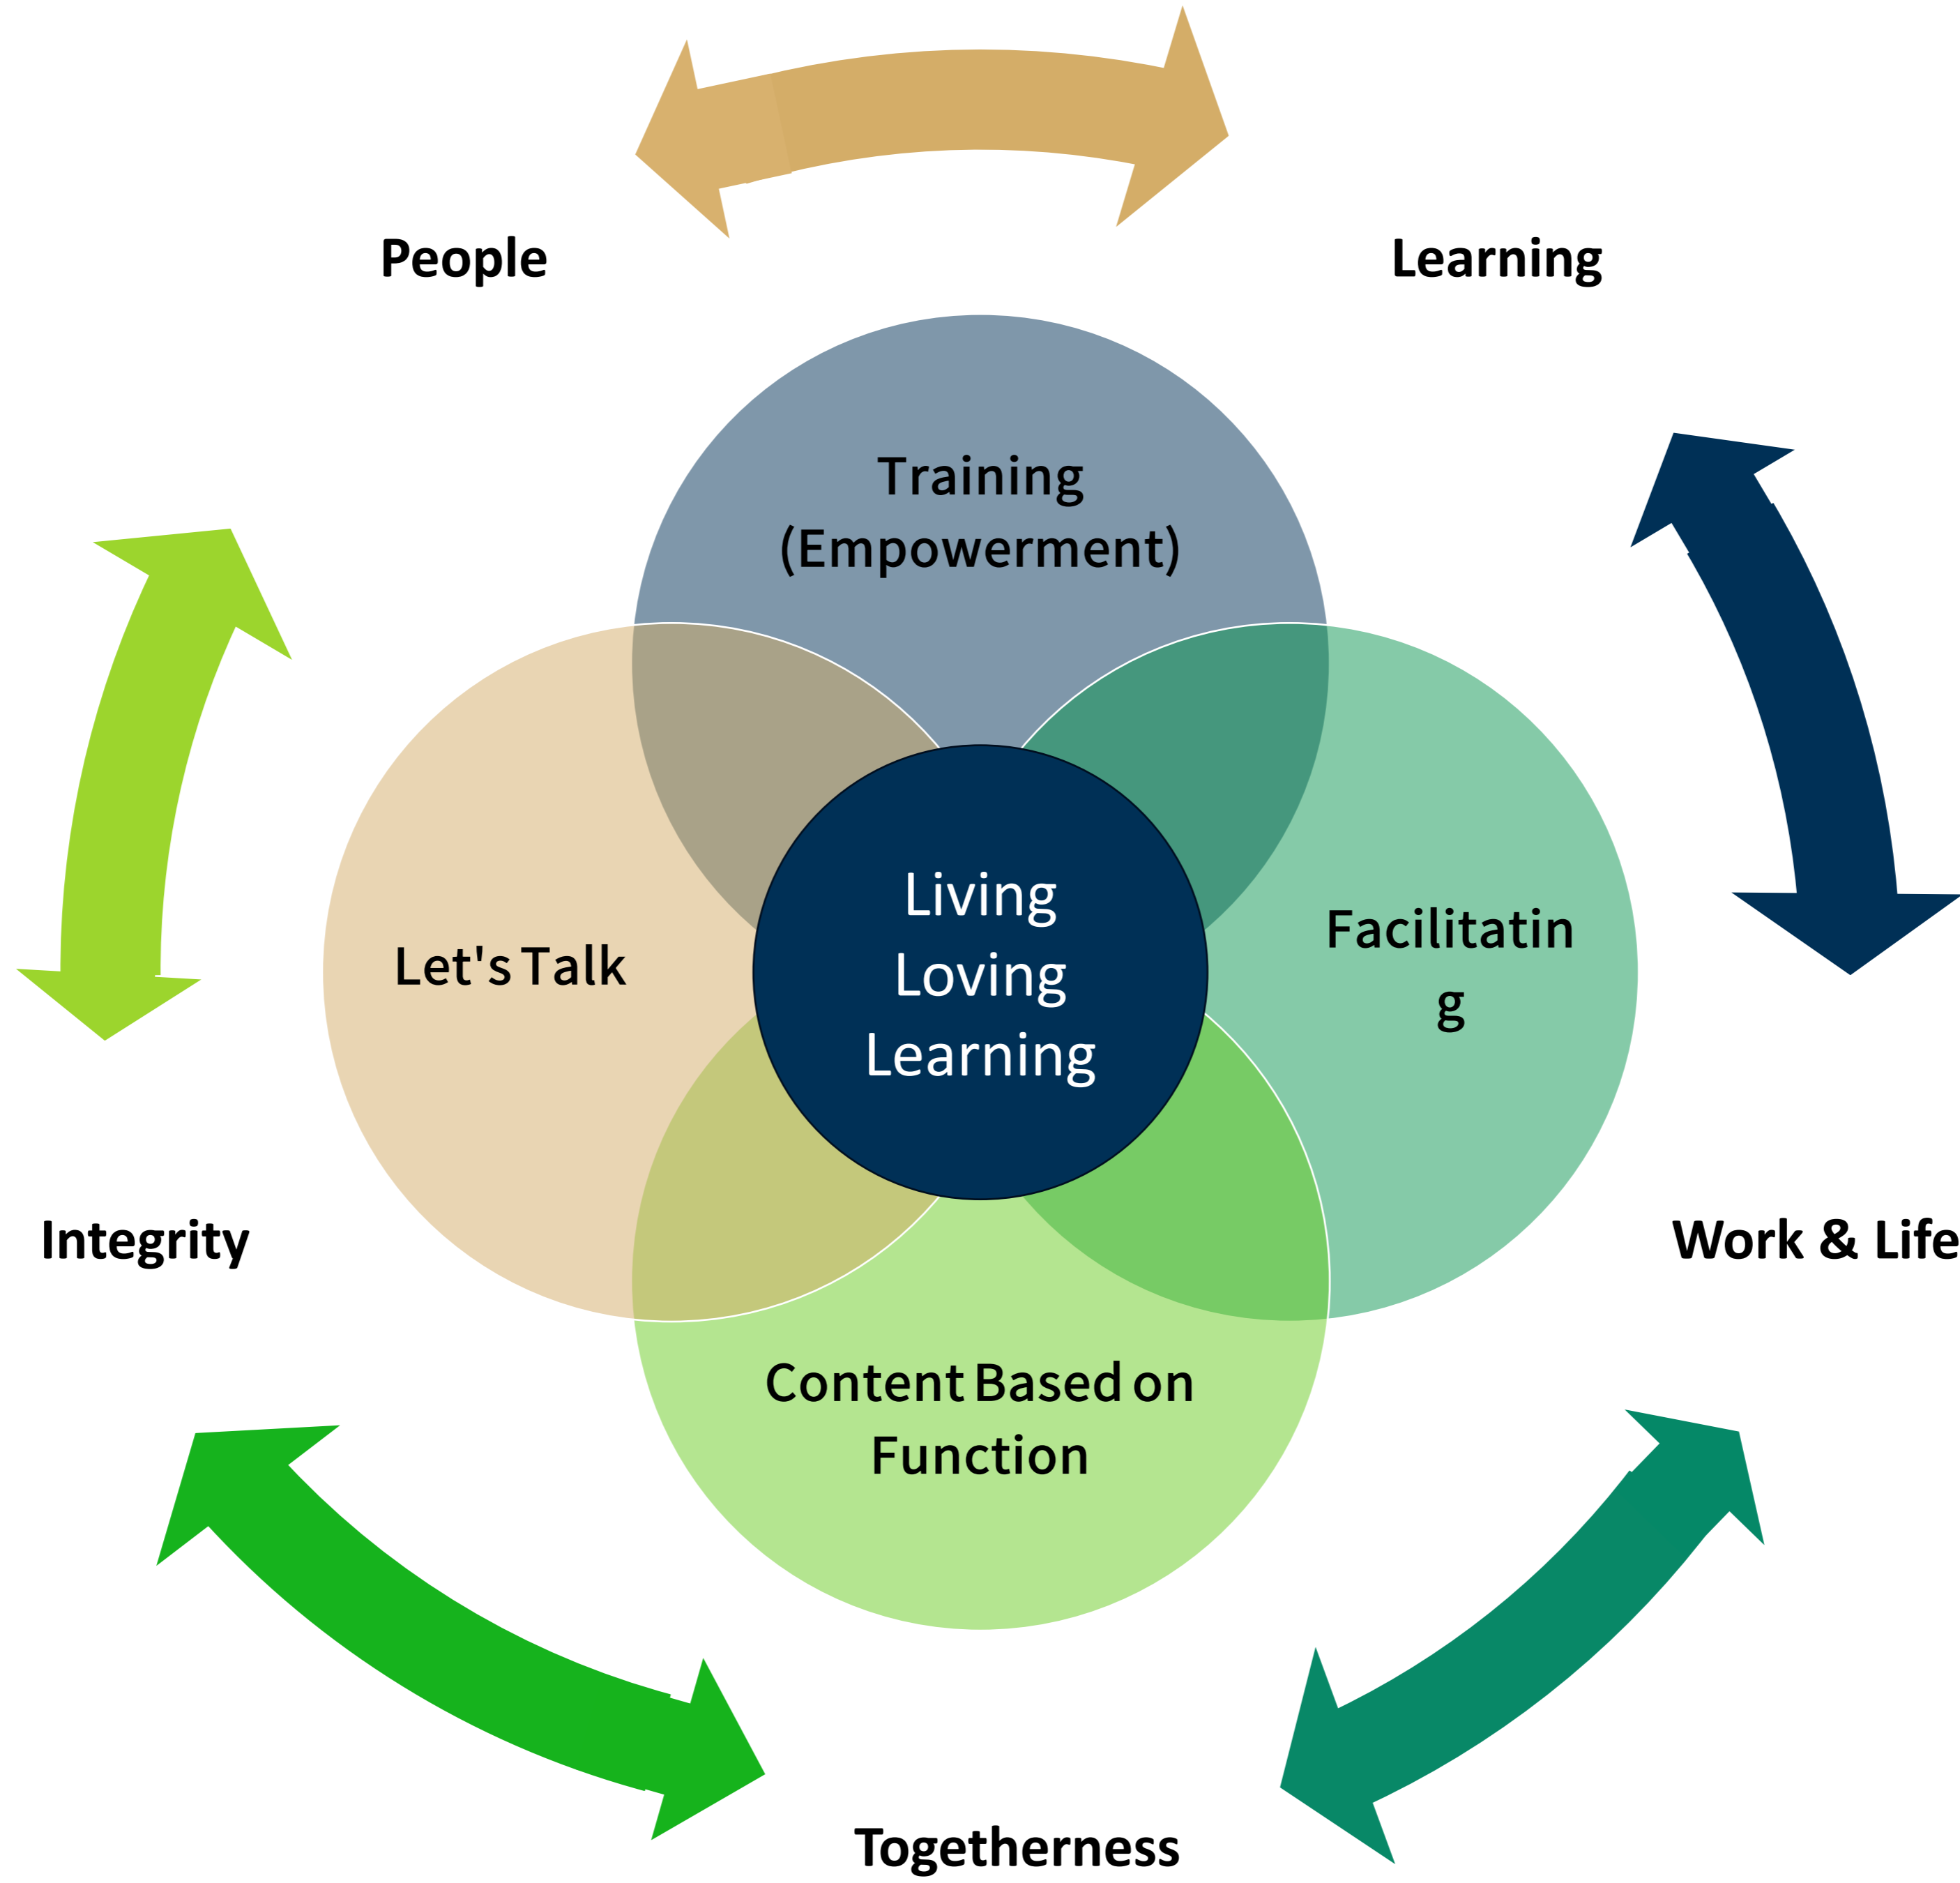 People
Learning
Training
(Empowerment)
Let's Talk
Living
Loving
Learning
Facilitatin
g
Integrity
Work & Life
Content Based on
Function
Togetherness